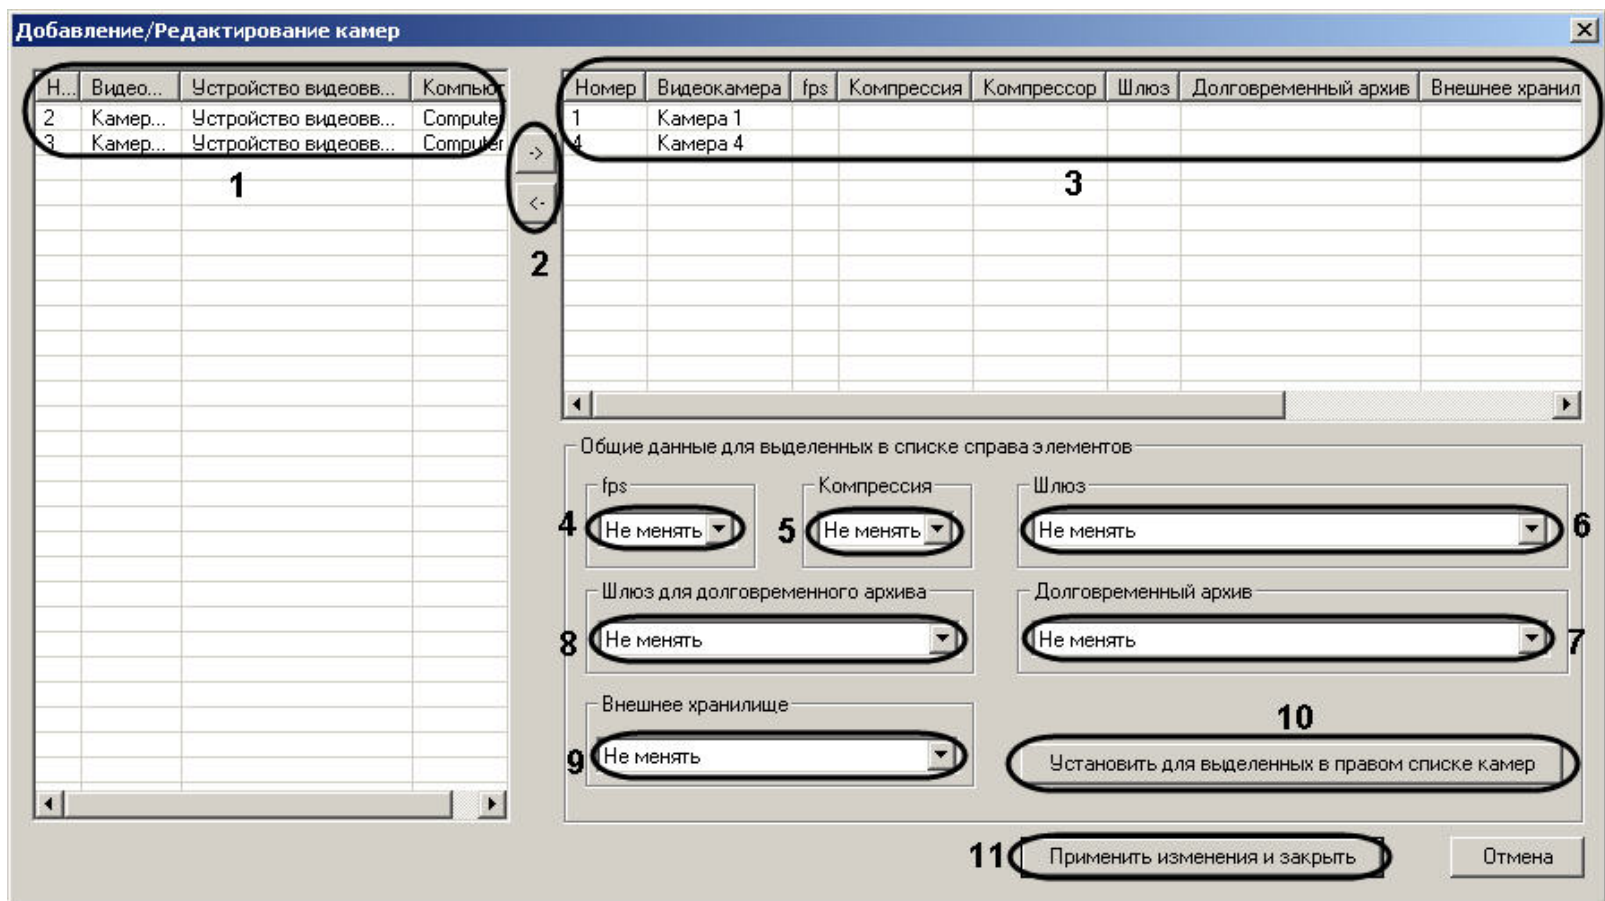 Добавление/Редактирование камер
Н... Видео... Устройство видеовв... Компьют
2 Камер... Устройство видеовв... Computer
3 Камер... Устройство видеовв... Computer
1
->
<-
2
Номер Видеокамера fps Компрессия Компрессор Шлюз Долговременный архив Внешнее хранил
1 Камера 1
4 Камера 4
3
Общие данные для выделенных в списке справа элементов
fps Компрессия Шлюз
4 Не менять 5 Не менять Не менять 6
Шлюз для долговременного архива Долговременный архив
8 Не менять Не менять 7
Внешнее хранилище
10
9 Не менять Установить для выделенных в правом списке камер
11 Применить изменения и закрыть Отмена